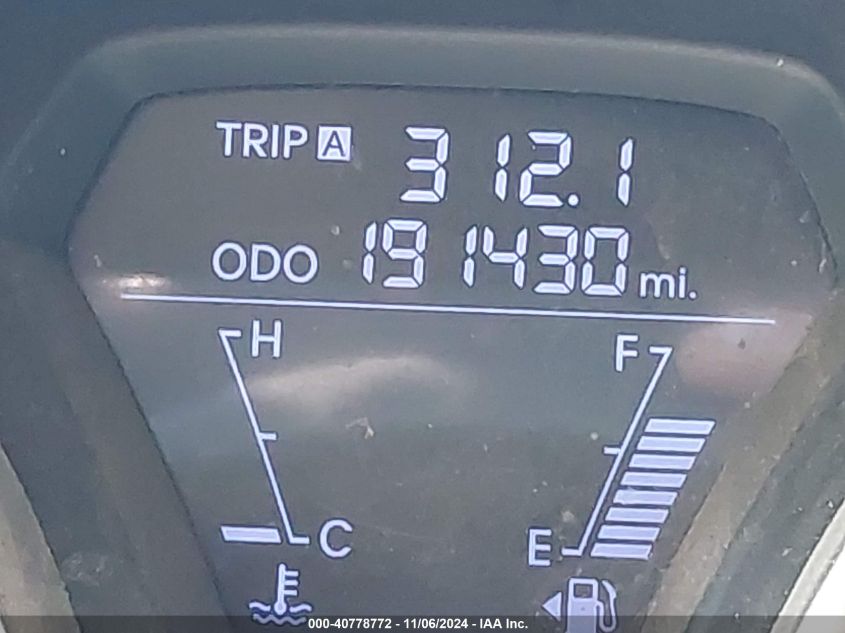 TRIP A 312.1
ODO 191430 mi.
H F
C E
000-40778772 - 11/06/2024 - IAA Inc.